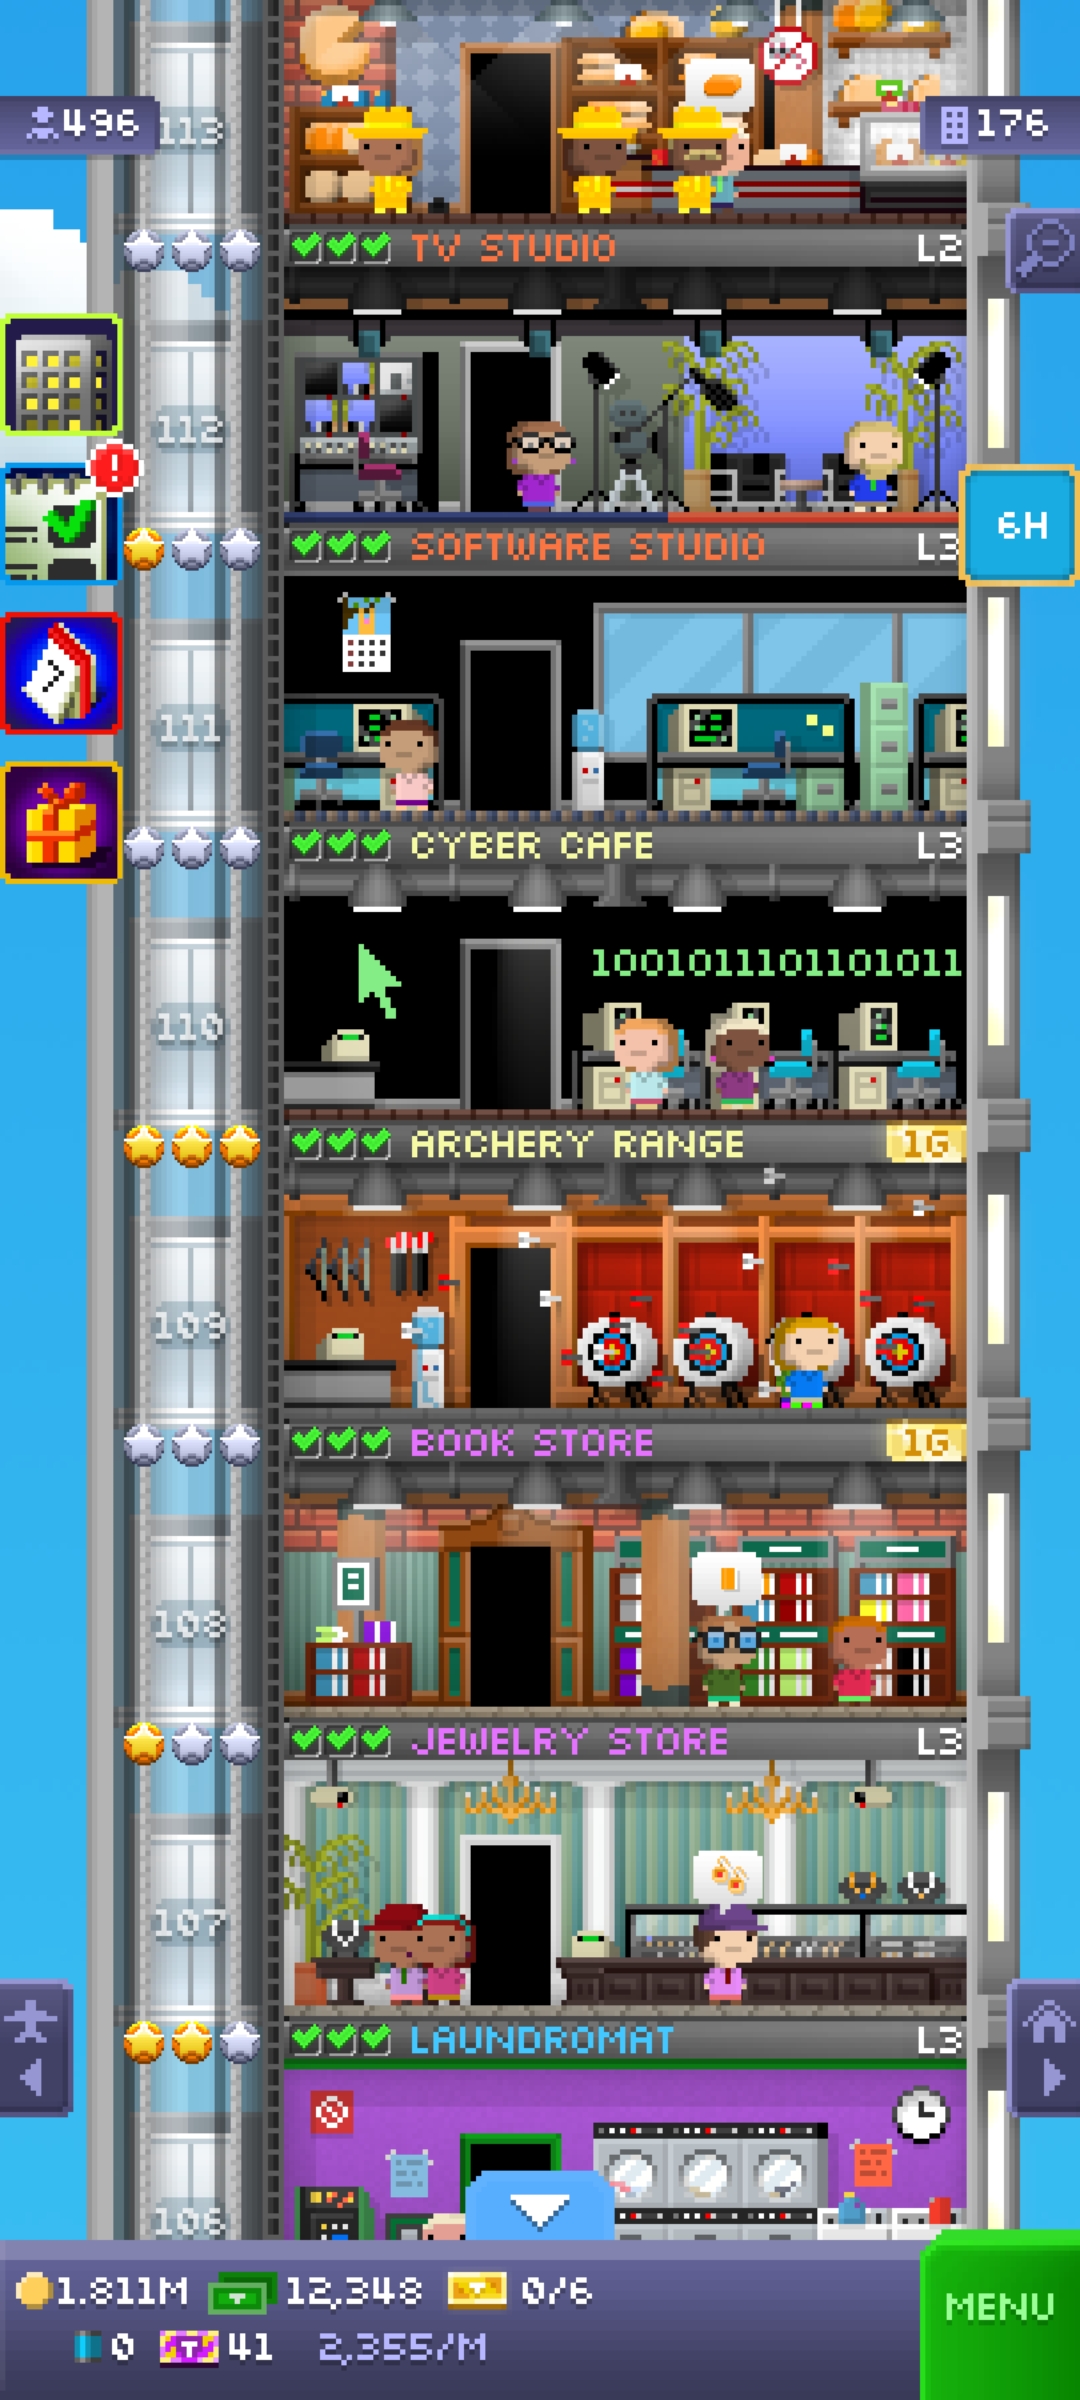 496
113
176
TV STUDIO
L2
112
SOFTWARE STUDIO
L3
6H
111
7
CYBER CAFE
L3
1001011101101011
110
ARCHERY RANGE
1G
109
BOOK STORE
1G
8
108
JEWELRY STORE
L3
107
LAUNDROMAT
L3
106
1.811M
12,348
0/6
MENU
0
T
41
2,355/M